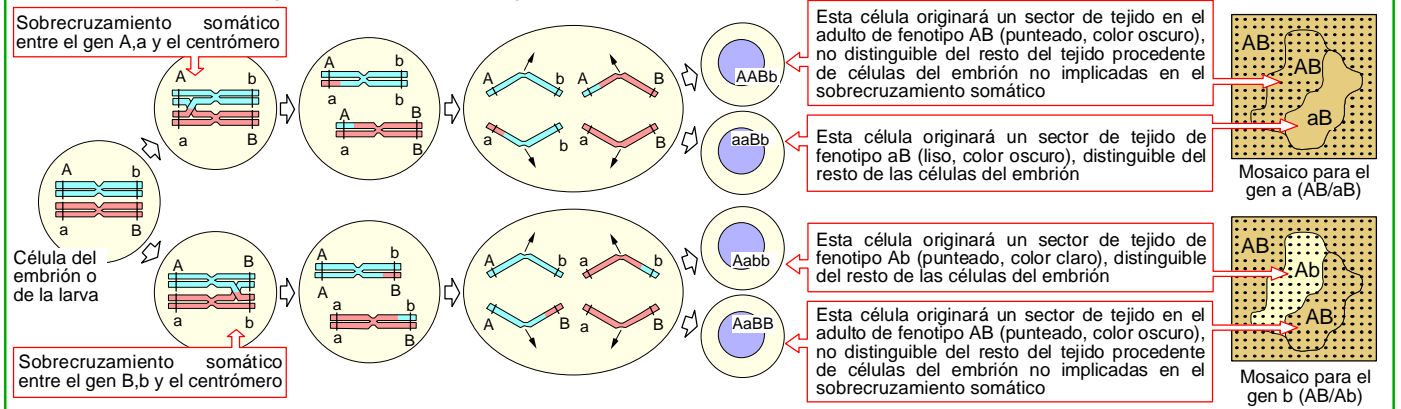 Sobrecruzamiento somático
entre el gen A,a y el centrómero
A b
a B
A b
a b
A B
a B
A b A B
a b a B
AABb
aaBb
Esta célula originará un sector de tejido en el
adulto de fenotipo AB (punteado, color oscuro),
no distinguible del resto del tejido procedente
de células del embrión no implicadas en el
sobrecruzamiento somático
Esta célula originará un sector de tejido de
fenotipo aB (liso, color oscuro), distinguible del
resto de las células del embrión
AB
AB
aB
Mosaico para el
gen a (AB/aB)
A b
a B
Célula del
embrión o
de la larva
A B
a b
A b
A B
a b
a B
A b a b
A B a B
Aabb
AaBB
Esta célula originará un sector de tejido de
fenotipo Ab (punteado, color claro), distinguible
del resto de las células del embrión
Esta célula originará un sector de tejido en el
adulto de fenotipo AB (punteado, color oscuro),
no distinguible del resto del tejido procedente
de células del embrión no implicadas en el
sobrecruzamiento somático
AB
Ab
AB
Mosaico para el
gen b (AB/Ab)
Sobrecruzamiento somático
entre el gen B,b y el centrómero